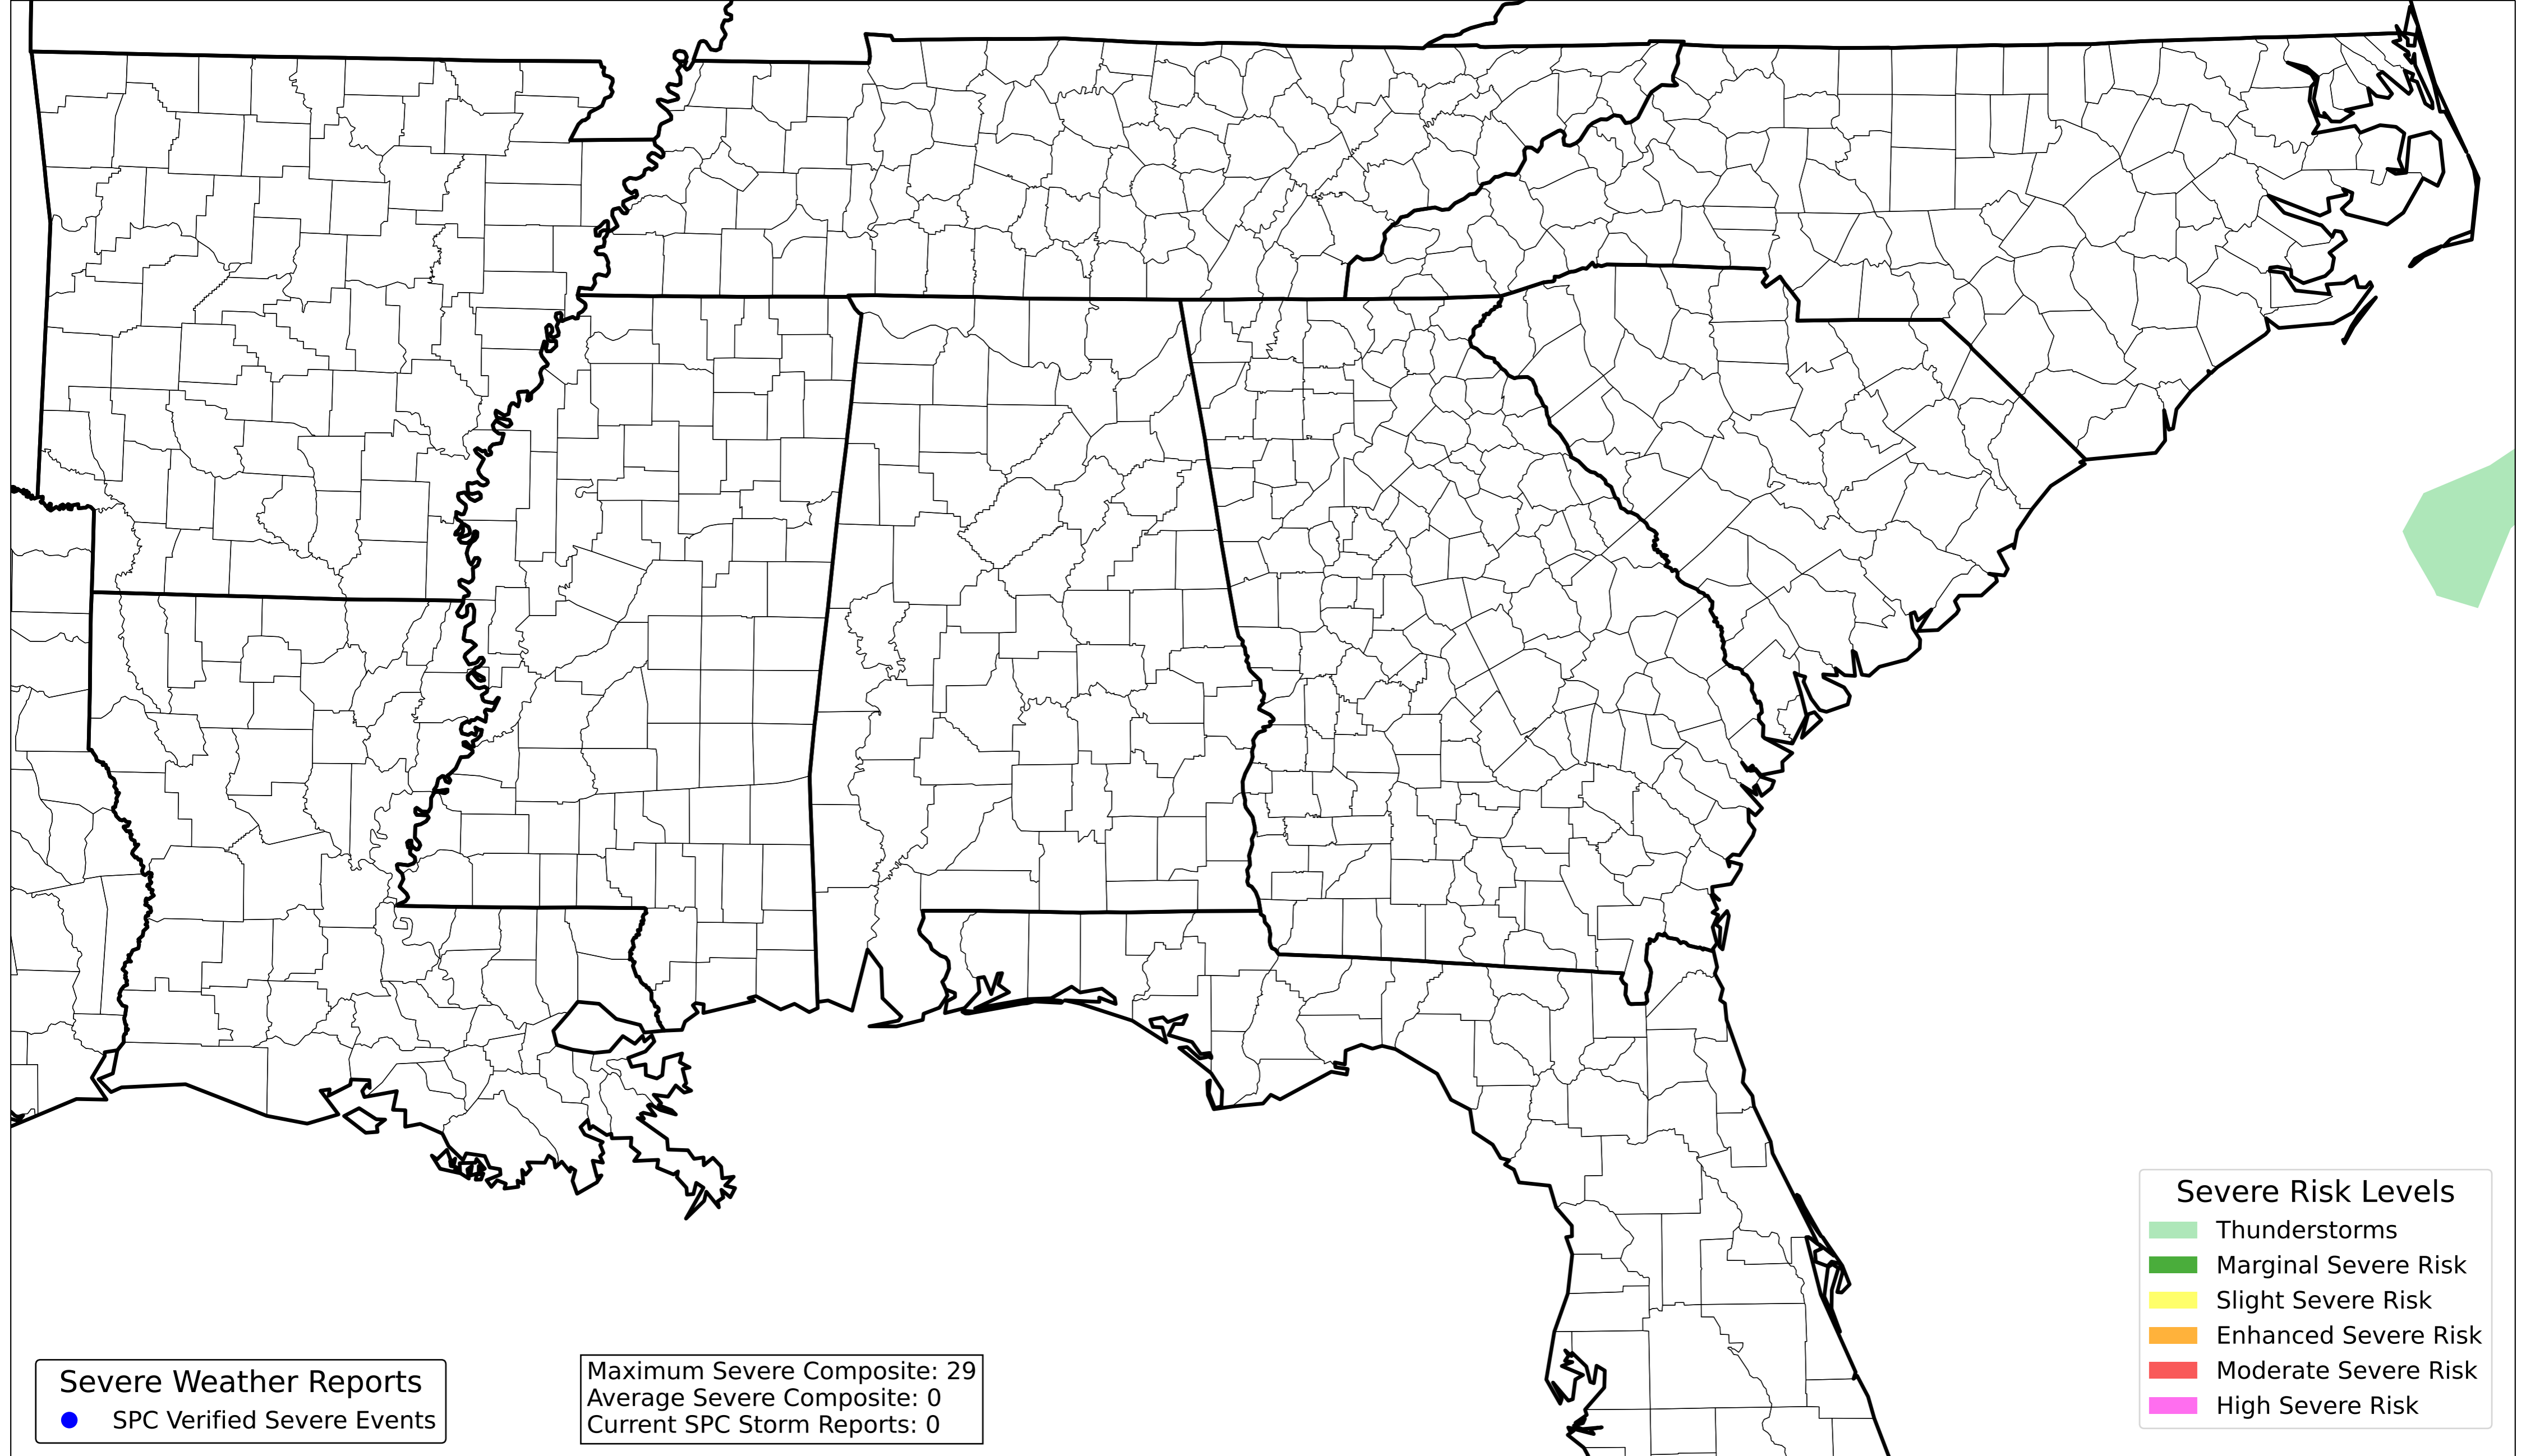 Severe Risk Levels
Thunderstorms
Marginal Severe Risk
Slight Severe Risk
Enhanced Severe Risk
Moderate Severe Risk
High Severe Risk
Severe Weather Reports
SPC Verified Severe Events
Maximum Severe Composite: 29
Average Severe Composite: 0
Current SPC Storm Reports: 0